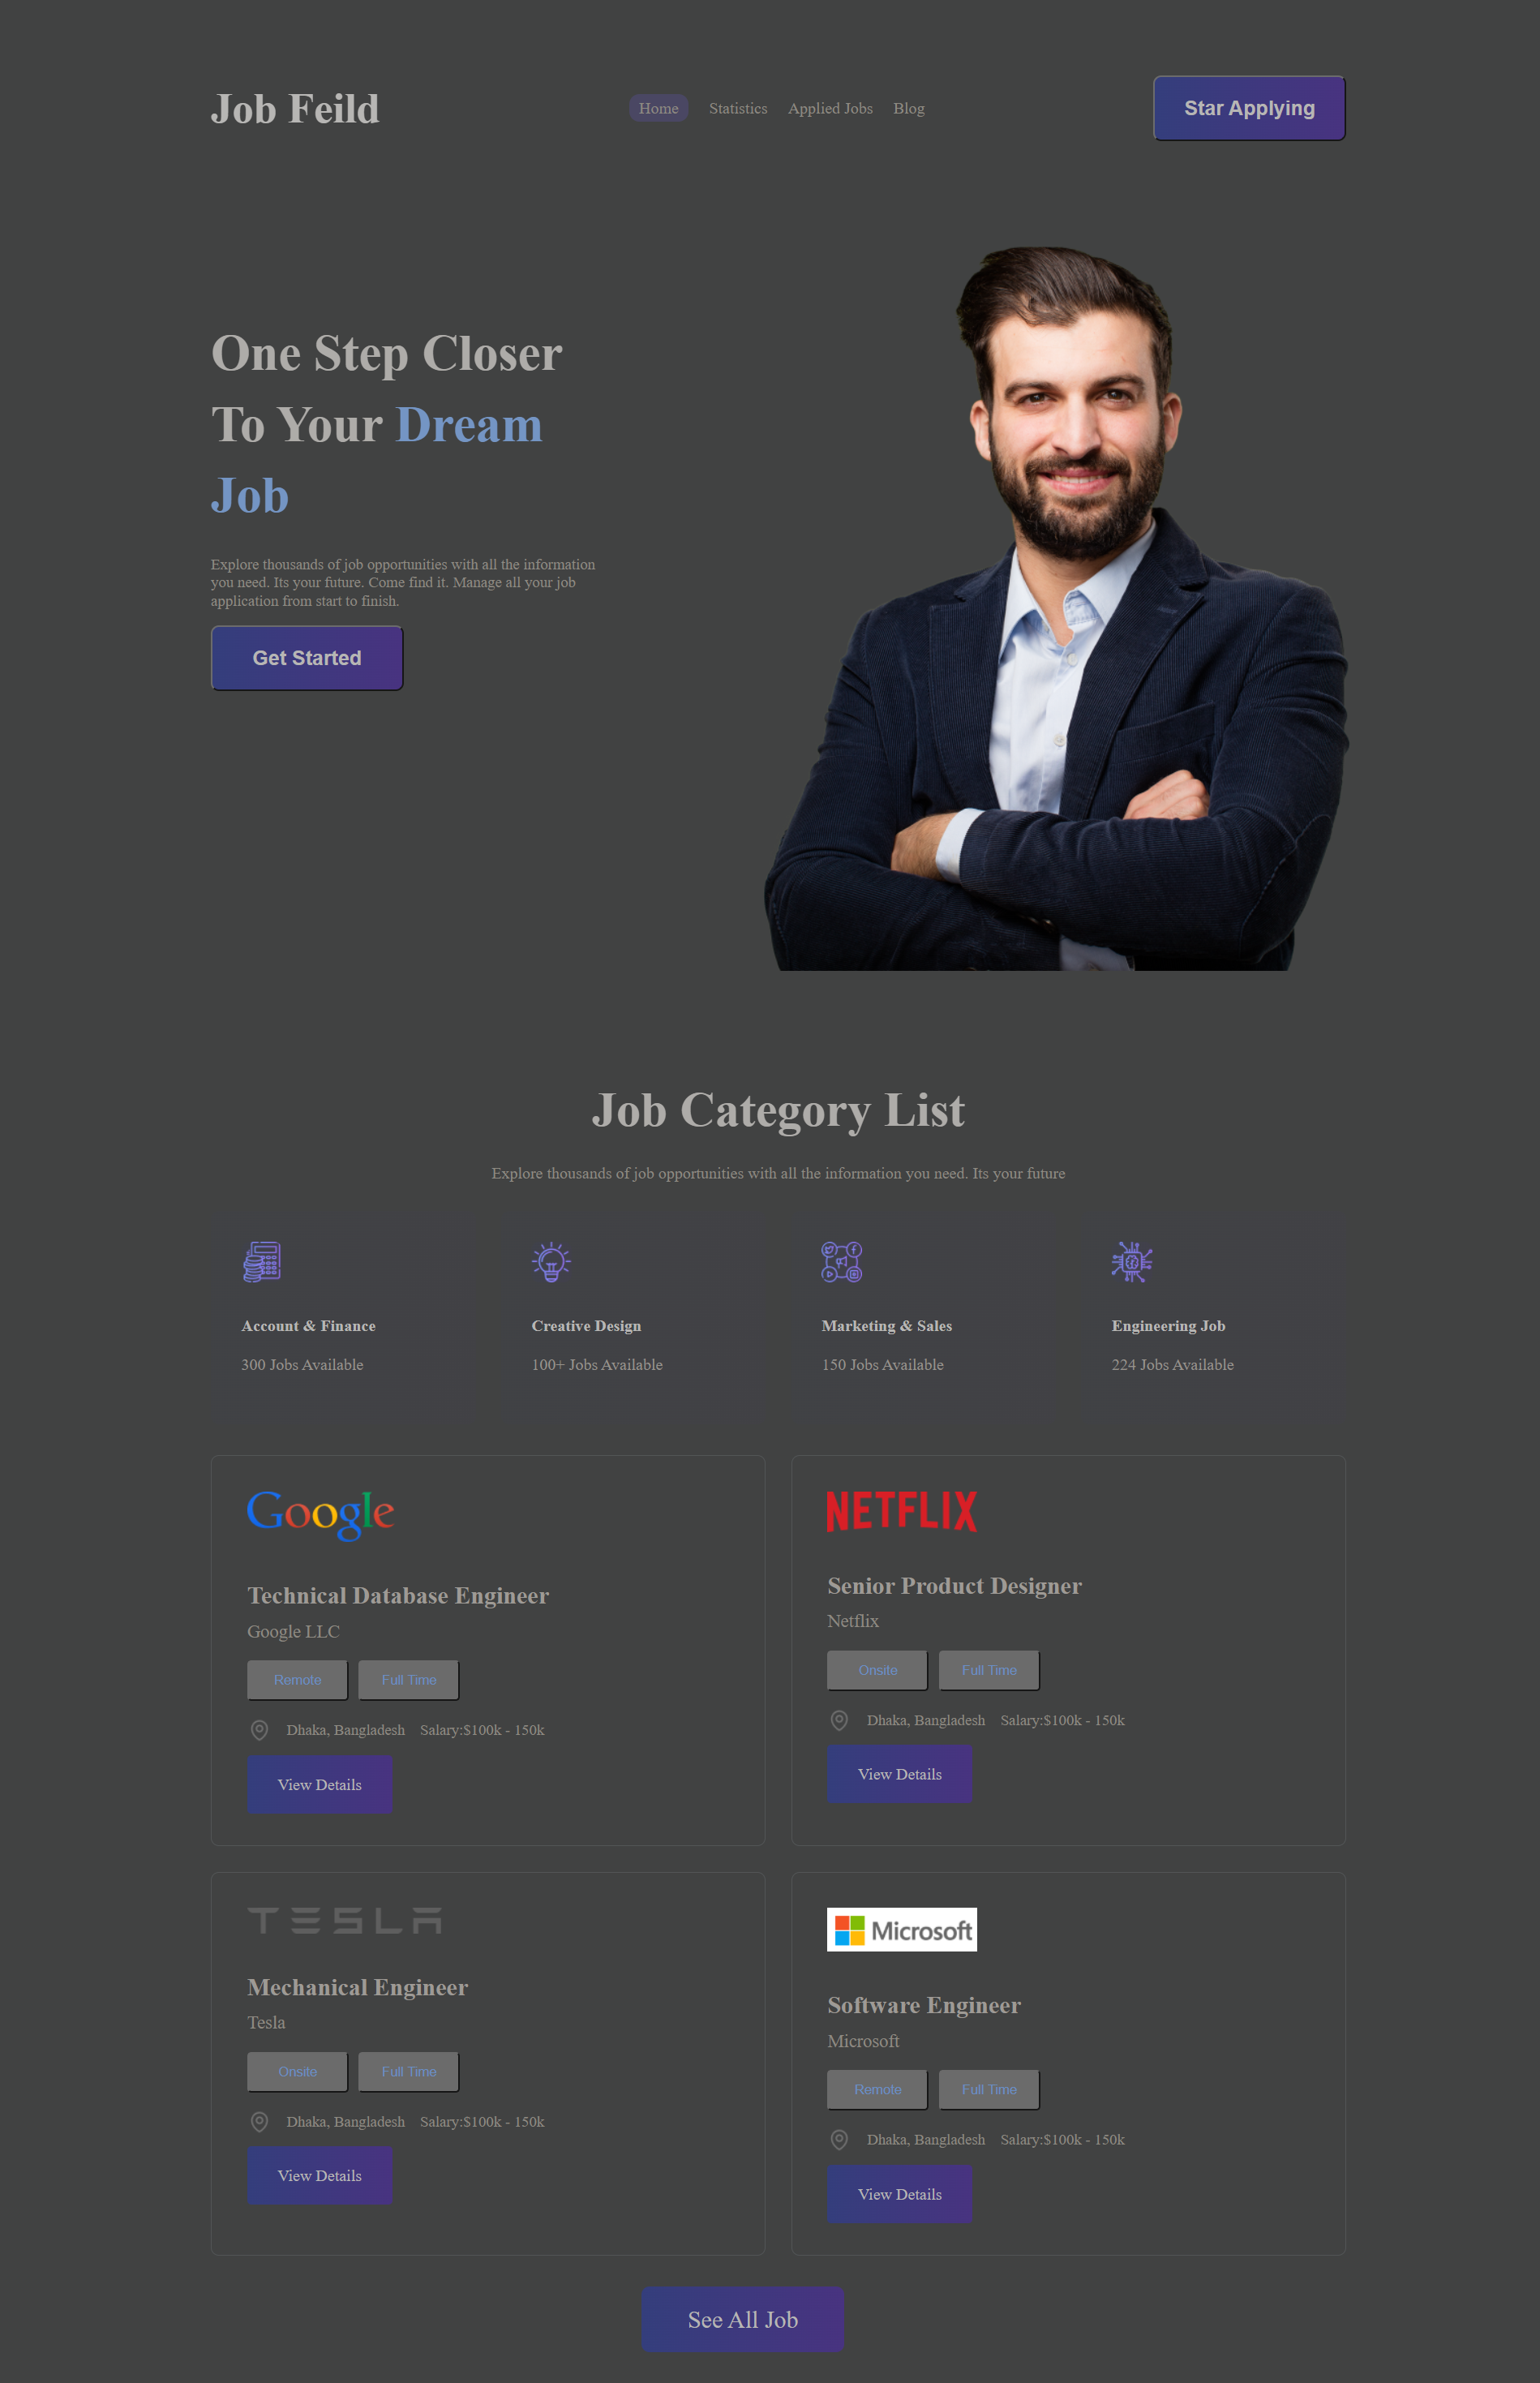 Job Feild
Home Statistics Applied Jobs Blog
Star Applying
One Step Closer
To Your Dream
Job
Explore thousands of job opportunities with all the information
you need. Its your future. Come find it. Manage all your job
application from start to finish.
Get Started
Job Category List
Explore thousands of job opportunities with all the information you need. Its your future
Account & Finance
300 Jobs Available
Creative Design
100+ Jobs Available
Marketing & Sales
150 Jobs Available
Engineering Job
224 Jobs Available
Google
Technical Database Engineer
Google LLC
Remote Full Time
Dhaka, Bangladesh Salary:$100k - 150k
View Details
NETFLIX
Senior Product Designer
Netflix
Onsite Full Time
Dhaka, Bangladesh Salary:$100k - 150k
View Details
TESLA
Mechanical Engineer
Tesla
Onsite Full Time
Dhaka, Bangladesh Salary:$100k - 150k
View Details
Microsoft
Software Engineer
Microsoft
Remote Full Time
Dhaka, Bangladesh Salary:$100k - 150k
View Details
See All Job